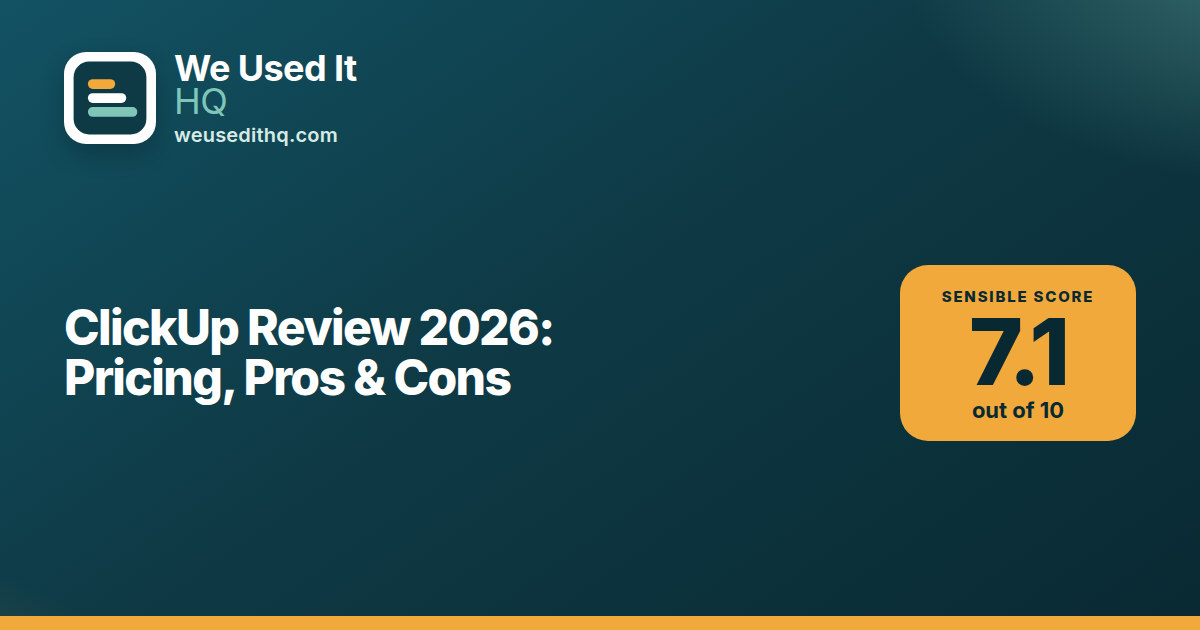 We Used It
HQ
weusedithq.com
ClickUp Review 2026:
Pricing, Pros & Cons
SENSIBLE SCORE
7.1
out of 10